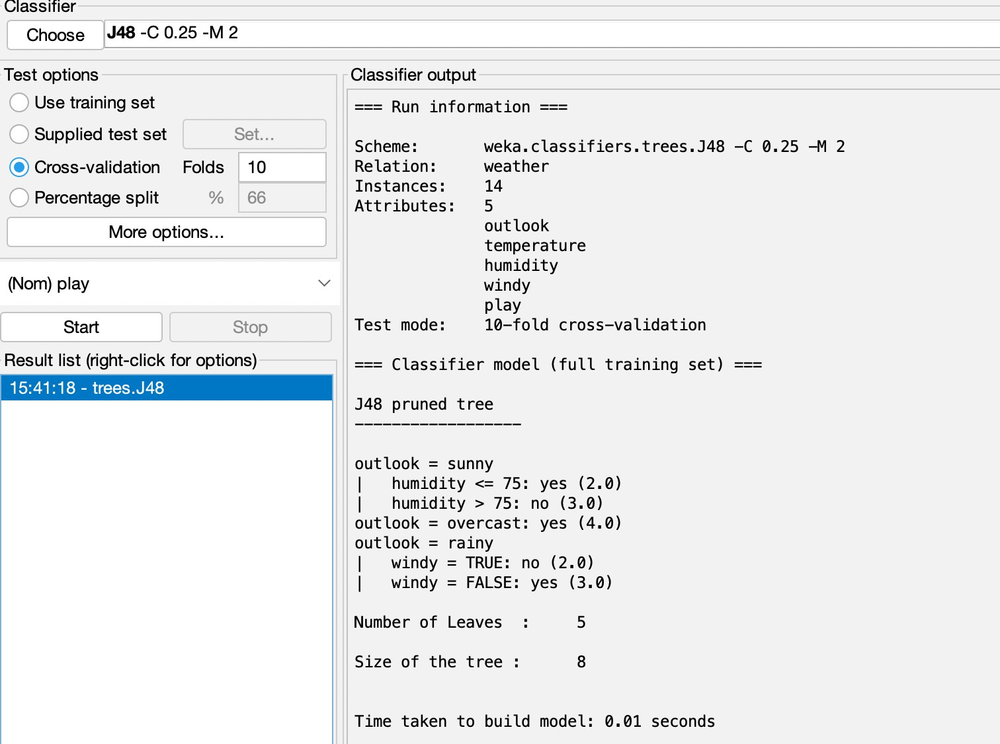 Classifier
Choose
J48 -C 0.25 -M 2
Test options
Use training set
Supplied test set
Set...
Cross-validation Folds 10
Percentage split % 66
More options...
(Nom) play
Start
Stop
Result list (right-click for options)
15:41:18 - trees.J48
Classifier output
=== Run information ===
Scheme: weka.classifiers.trees.J48 -C 0.25 -M 2
Relation: weather
Instances: 14
Attributes: 5
outlook
temperature
humidity
windy
play
Test mode: 10-fold cross-validation
=== Classifier model (full training set) ===
J48 pruned tree
------------------
outlook = sunny
|   humidity <= 75: yes (2.0)
|   humidity > 75: no (3.0)
outlook = overcast: yes (4.0)
outlook = rainy
|   windy = TRUE: no (2.0)
|   windy = FALSE: yes (3.0)
Number of Leaves  : 5
Size of the tree : 8
Time taken to build model: 0.01 seconds